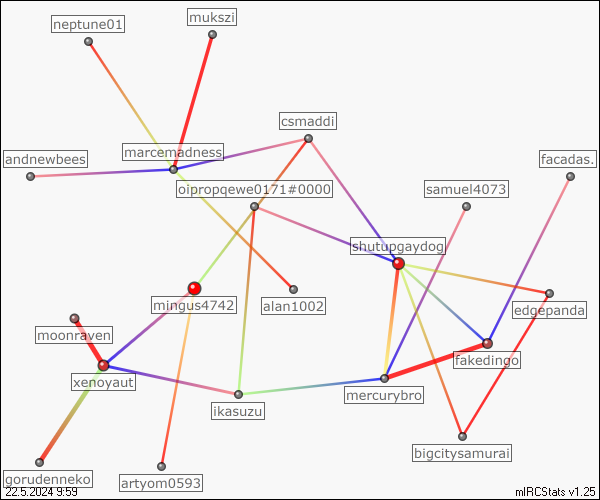 neptune01
mukszi
csmaddi
andnewbees
marcemadness
facadas.
oipropqewe0171#0000
samuel4073
shutupgaydog
mingus4742
alan1002
edgepanda
moonraven
fakedingo
xenoyaut
mercurybro
ikasuzu
bigcitysamurai
gorudenneko
artyom0593
22.5.2024 9:59
mIRCStats v1.25